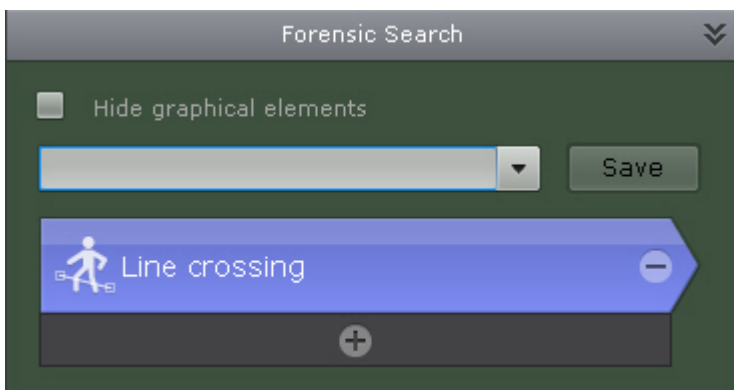 Forensic Search
Hide graphical elements
Save
Line crossing